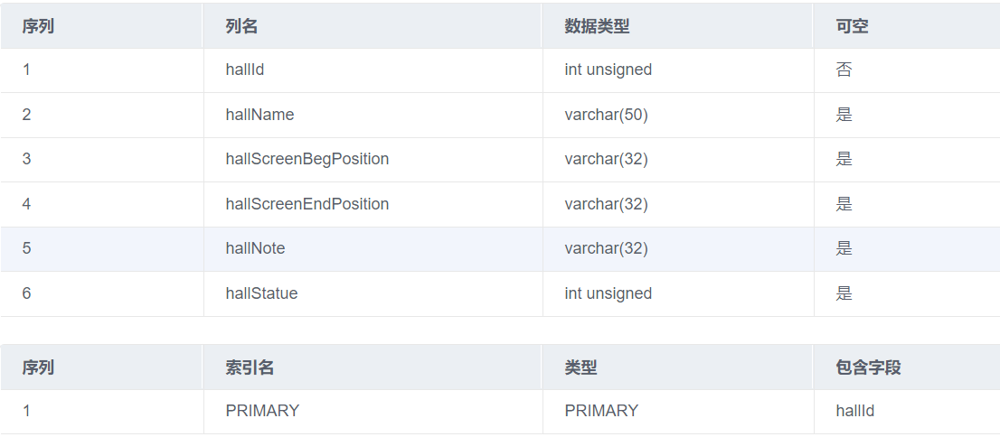 序列 列名 数据类型 可空
1 hallId int unsigned 否
2 hallName varchar(50) 是
3 hallScreenBegPosition varchar(32) 是
4 hallScreenEndPosition varchar(32) 是
5 hallNote varchar(32) 是
6 hallStatue int unsigned 是
序列 索引名 类型 包含字段
1 PRIMARY PRIMARY hallId